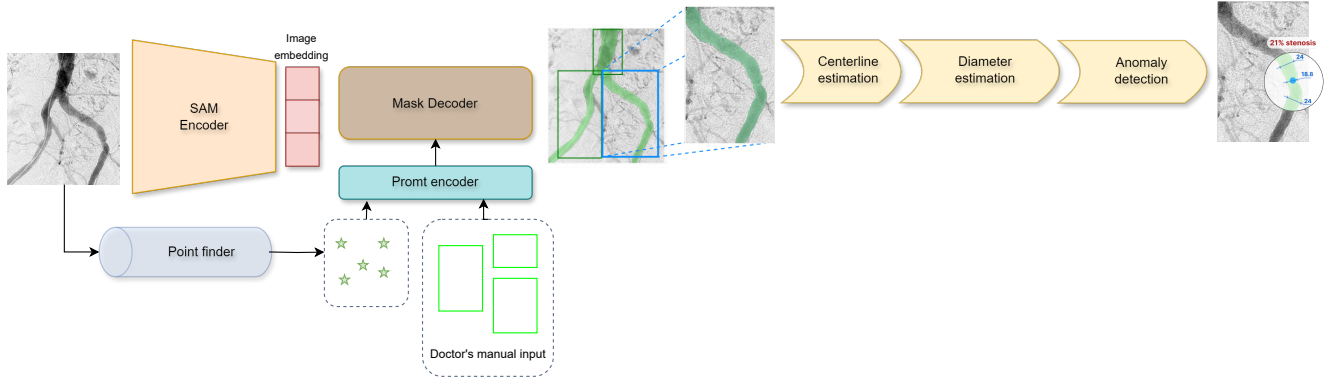 Image
embedding
SAM
Encoder
Mask Decoder
Promt encoder
Point finder
Doctor's manual input
Centerline
estimation
Diameter
estimation
Anomaly
detection
21% stenosis
24
18.8
24